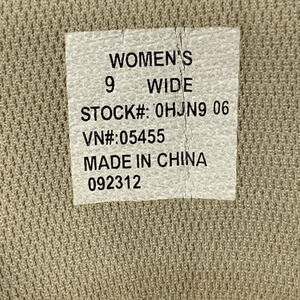 WOMEN'S
9 WIDE
STOCK#: 0HJN9 06
VN#:05455
MADE IN CHINA
092312